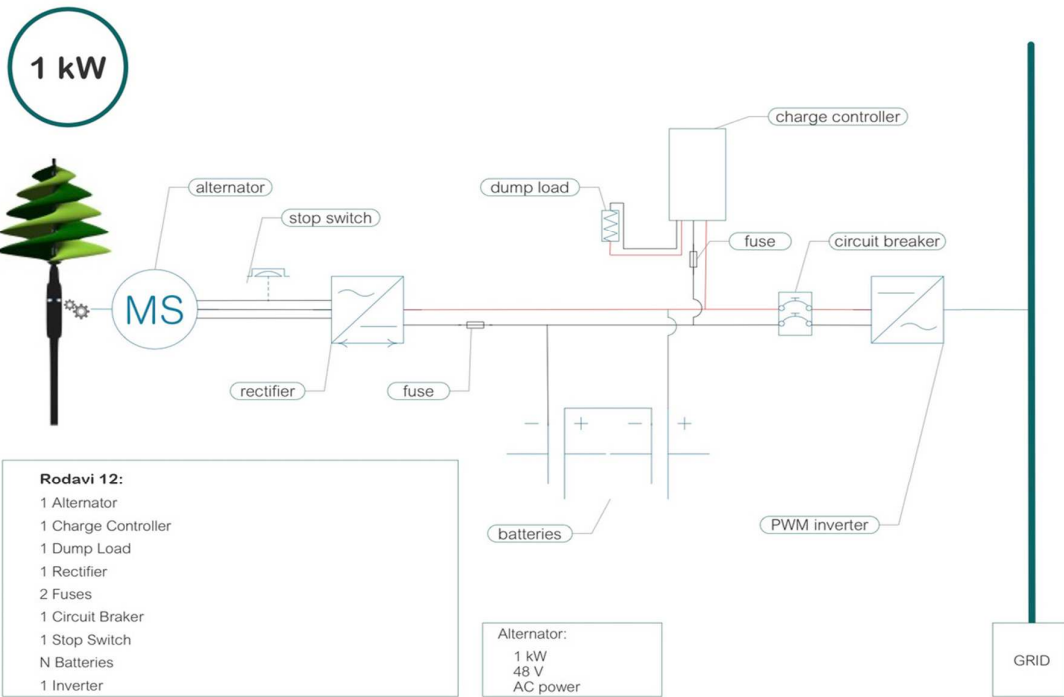 1 kW
charge controller
alternator
dump load
stop switch
fuse
circuit breaker
MS
rectifier
fuse
− + − +
batteries
PWM inverter
Rodavi 12:
1 Alternator
1 Charge Controller
1 Dump Load
1 Rectifier
2 Fuses
1 Circuit Braker
1 Stop Switch
N Batteries
1 Inverter
Alternator:
1 kW
48 V
AC power
GRID